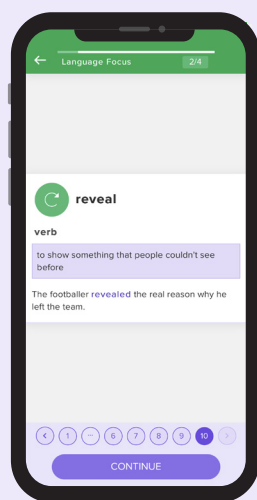 Language Focus 2/4
reveal
verb
to show something that people couldn't see
before
The footballer revealed the real reason why he
left the team.
1 ... 6 7 8 9 10
CONTINUE